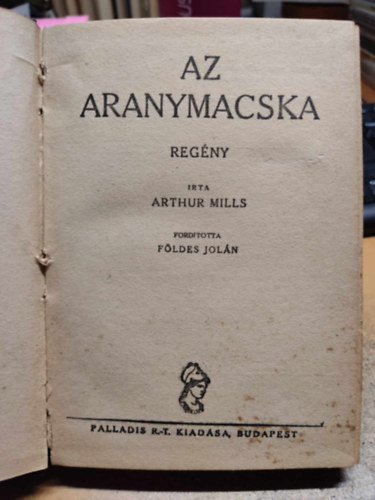 AZ
ARANYMACSKA
REGÉNY
IRTA
ARTHUR MILLS
FORDITOTTA
FÖLDES JOLÁN
PALLADIS R.-T. KIADÁSA, BUDAPEST